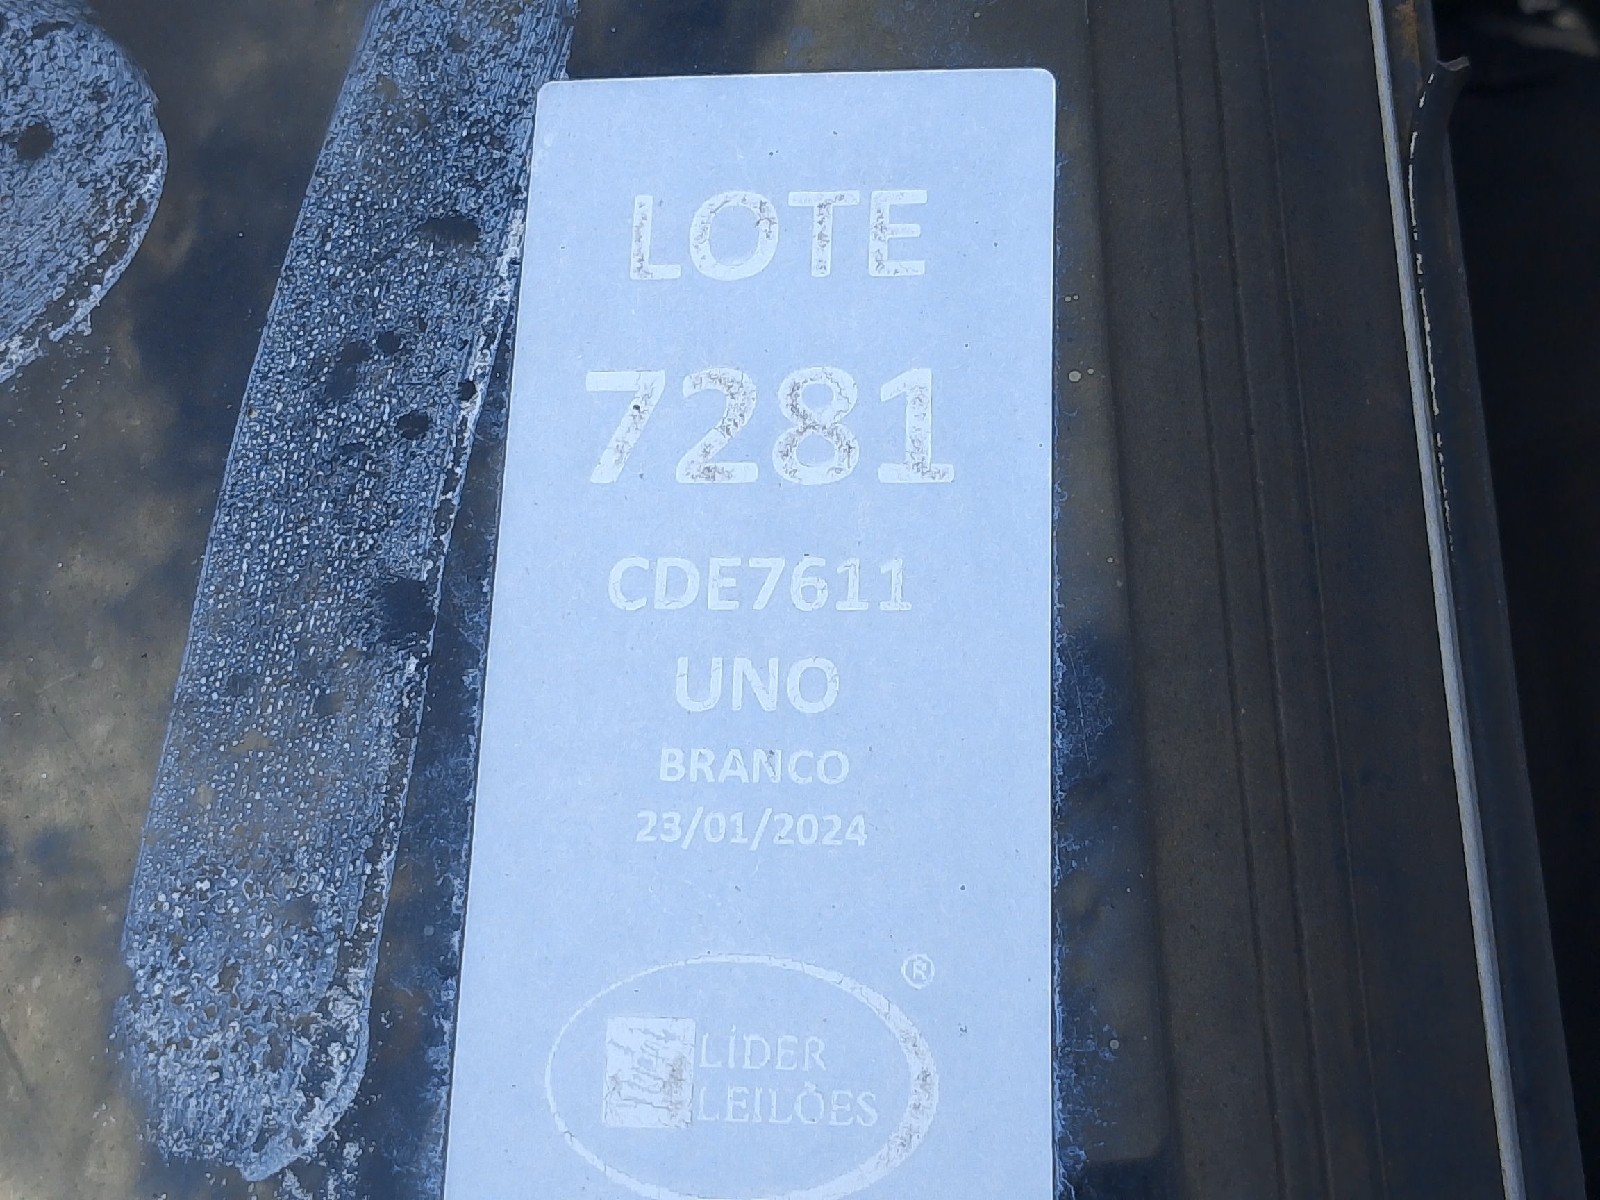 LOTE
7281
CDE7611
UNO
BRANCO
23/01/2024
®
LÍDER
LEILÕES